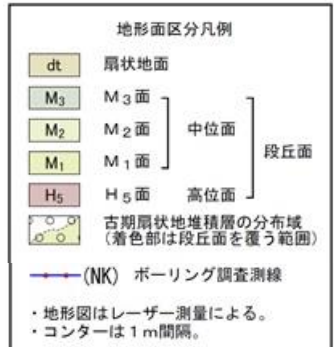 地形面区分凡例
dt 扇状地面
M3 M3面
M2 M2面 中位面
段丘面
M1 M1面
H5 H5面 高位面
古期扇状地堆積層の分布域
(着色部は段丘面を覆う範囲)
(NK) ボーリング調査測線
・地形図はレーザー測量による。
・コンターは1m間隔。